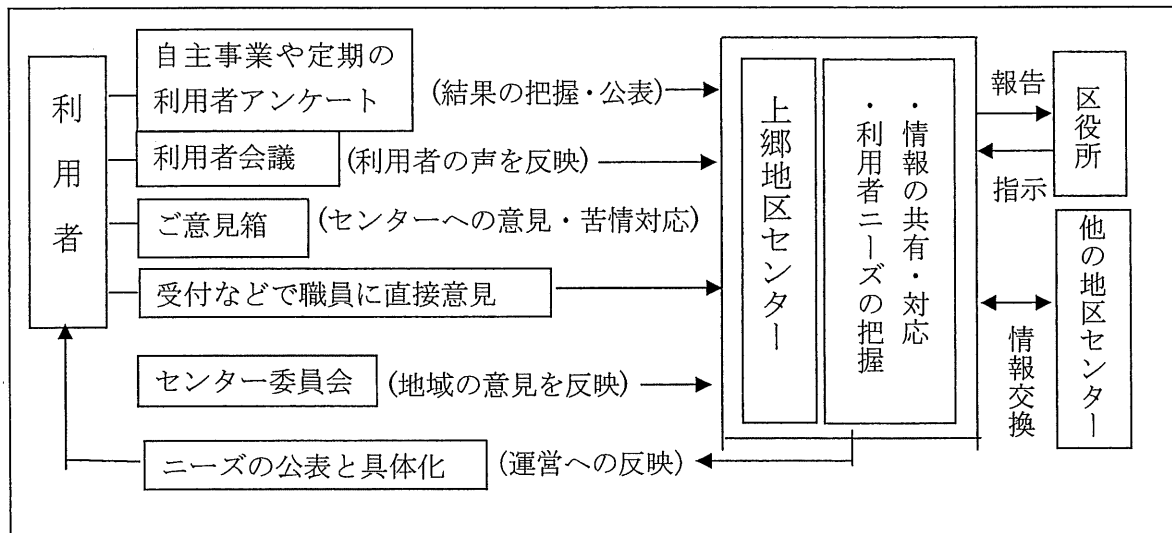 利用者
自主事業や定期の
利用者アンケート
(結果の把握・公表)
利用者会議
(利用者の声を反映)
ご意見箱
(センターへの意見・苦情対応)
受付などで職員に直接意見
センター委員会
(地域の意見を反映)
ニーズの公表と具体化
(運営への反映)
上郷地区センター
・情報の共有・対応
・利用者ニーズの把握
報告
指示
区役所
情報交換
他の地区センター